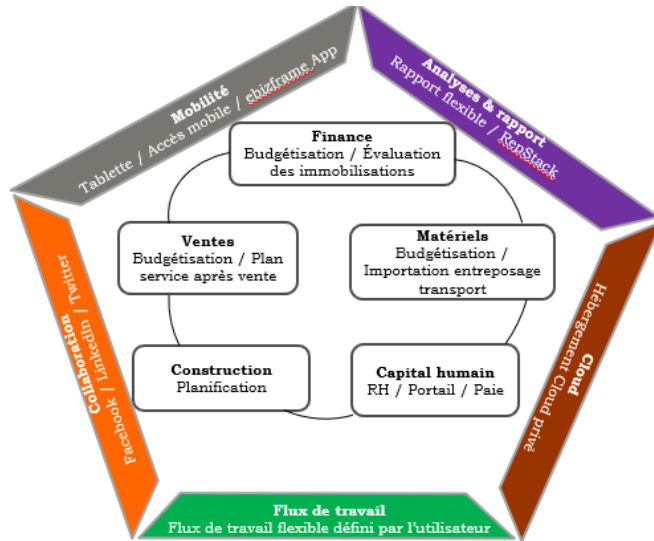 Mobilité
Tablette / Accès mobile / ebizframe App
Analyses & rapport
Rapport flexible / RepStack
Finance
Budgétisation / Évaluation
des immobilisations
Ventes
Budgétisation / Plan
service après vente
Matériels
Budgétisation /
Importation entreposage
transport
Construction
Planification
Capital humain
RH / Portail / Paie
Collaboration
Facebook / LinkedIn / Twitter
Cloud
Hébergement Cloud privé
Flux de travail
Flux de travail flexible défini par l'utilisateur